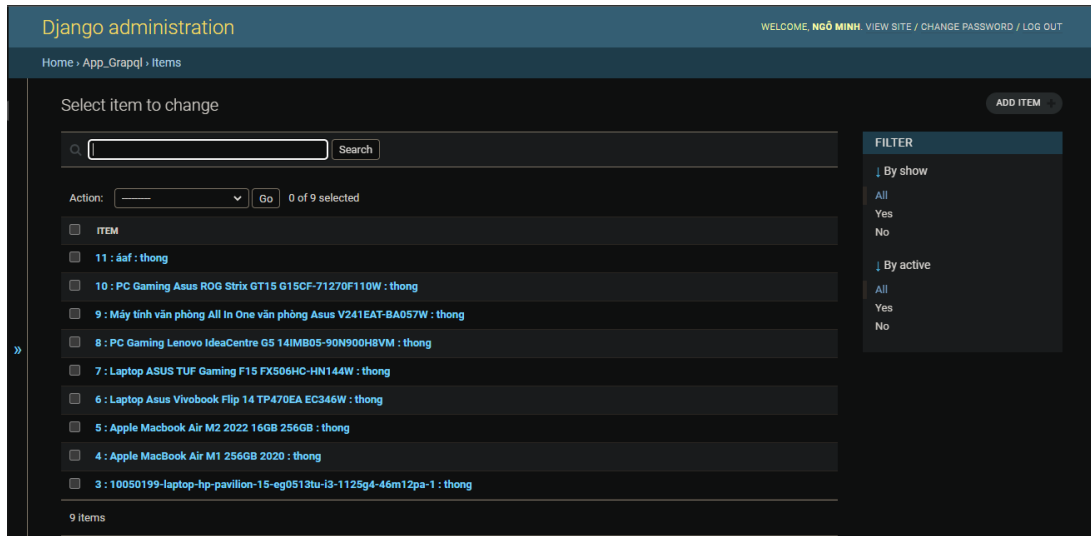 Django administration
WELCOME, NGÔ MINH. VIEW SITE / CHANGE PASSWORD / LOG OUT
Home › App_Grapql › Items
Select item to change
ADD ITEM +
Search
Action: --------- Go 0 of 9 selected
ITEM
11 : áaf : thong
10 : PC Gaming Asus ROG Strix GT15 G15CF-71270F110W : thong
9 : Máy tính văn phòng All In One văn phòng Asus V241EAT-BA057W : thong
8 : PC Gaming Lenovo IdeaCentre G5 14IMB05-90N900H8VM : thong
7 : Laptop ASUS TUF Gaming F15 FX506HC-HN144W : thong
6 : Laptop Asus Vivobook Flip 14 TP470EA EC346W : thong
5 : Apple Macbook Air M2 2022 16GB 256GB : thong
4 : Apple MacBook Air M1 256GB 2020 : thong
3 : 10050199-laptop-hp-pavilion-15-eg0513tu-i3-1125g4-46m12pa-1 : thong
9 items
FILTER
↓ By show
All
Yes
No
↓ By active
All
Yes
No
»